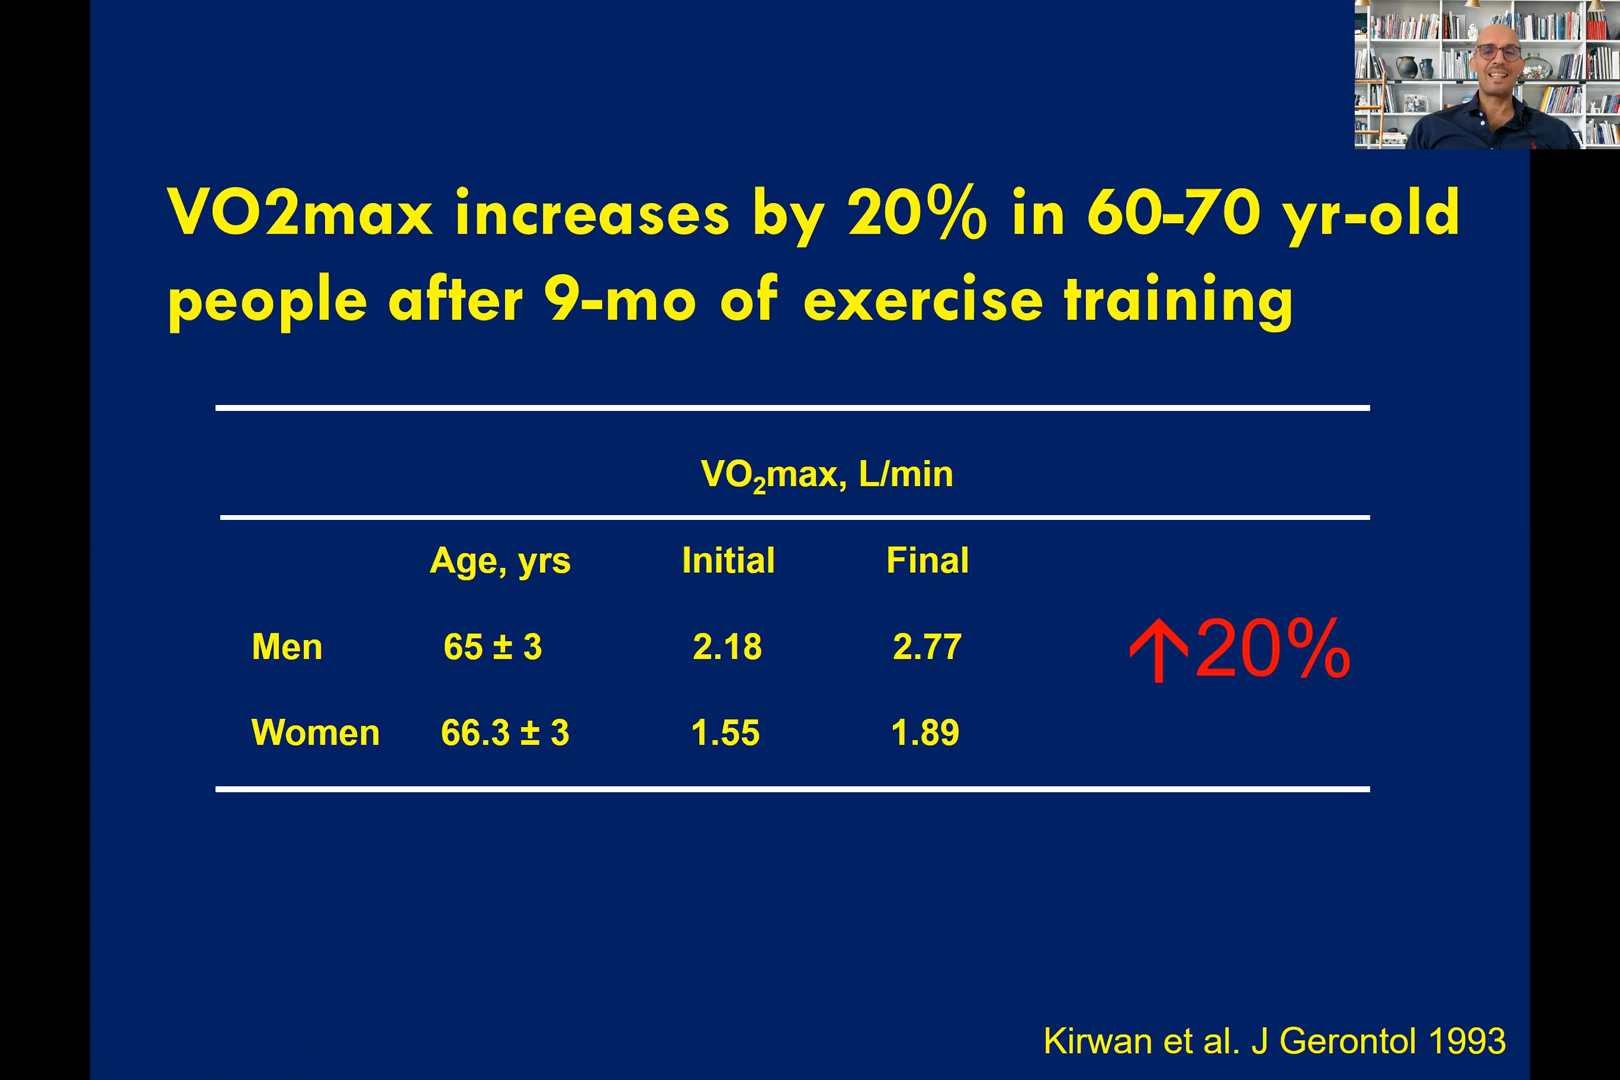 VO2max increases by 20% in 60-70 yr-old
people after 9-mo of exercise training
VO₂max, L/min
Age, yrs Initial Final
Men 65 ± 3 2.18 2.77 ↑20%
Women 66.3 ± 3 1.55 1.89
Kirwan et al. J Gerontol 1993